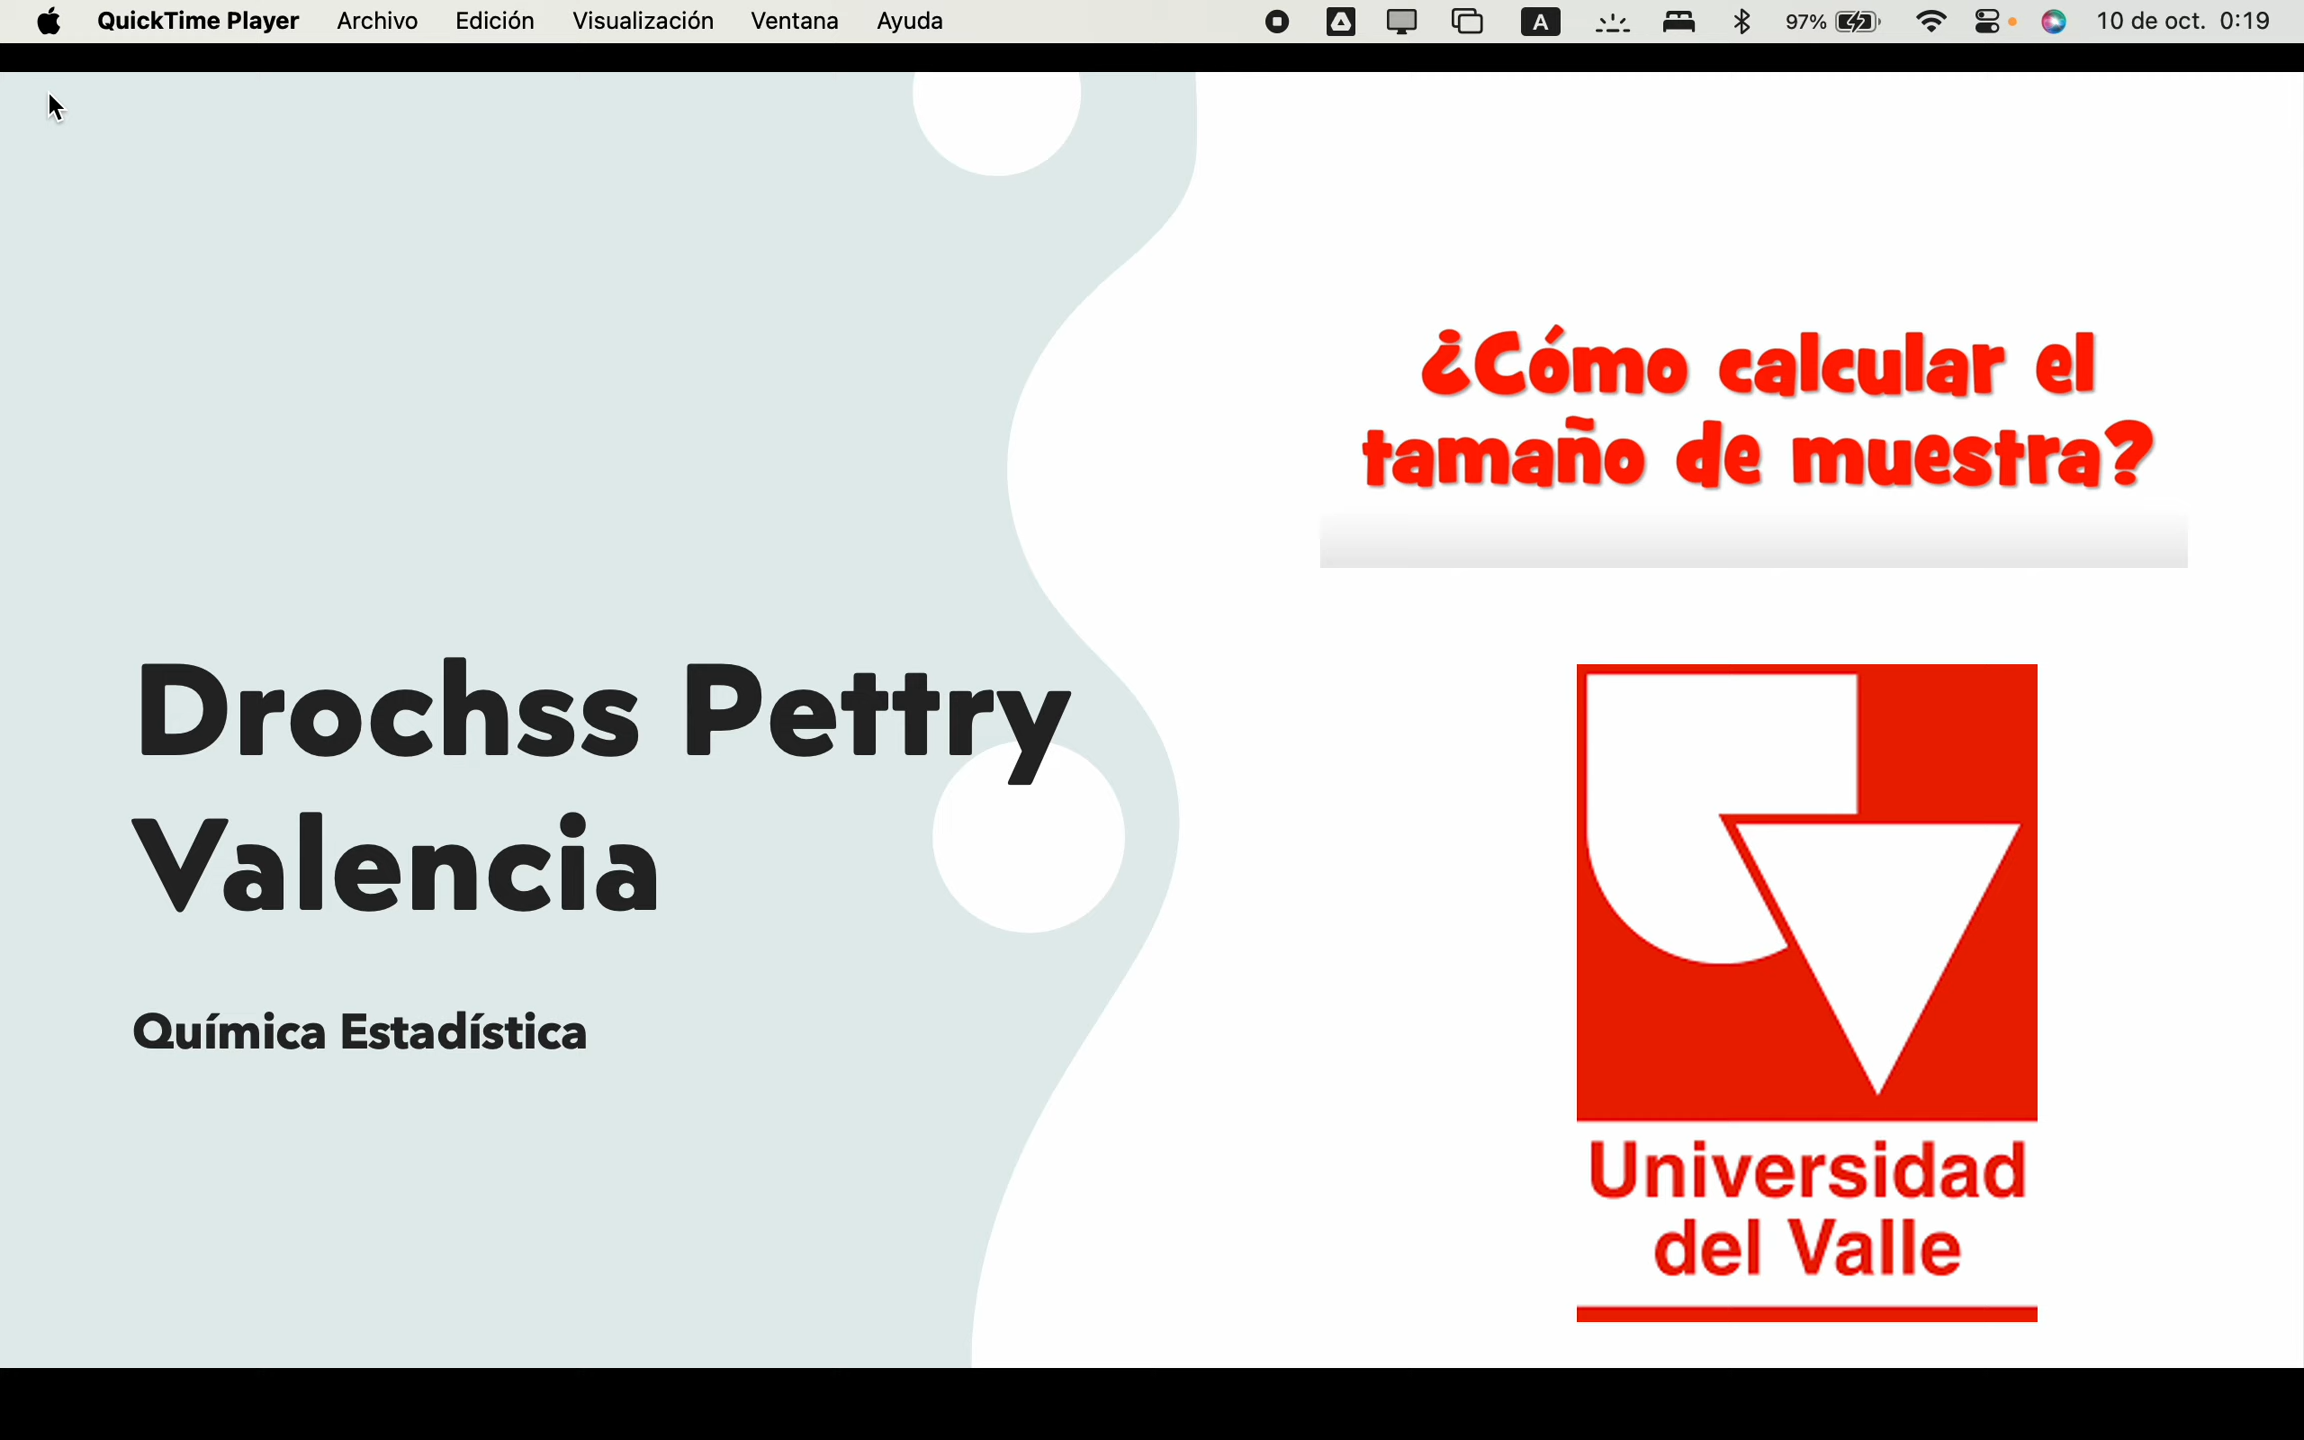 QuickTime Player Archivo Edición Visualización Ventana Ayuda A 97% 10 de oct. 0:19
¿Cómo calcular el
tamaño de muestra?
Drochss Pettry
Valencia
Química Estadística
Universidad
del Valle